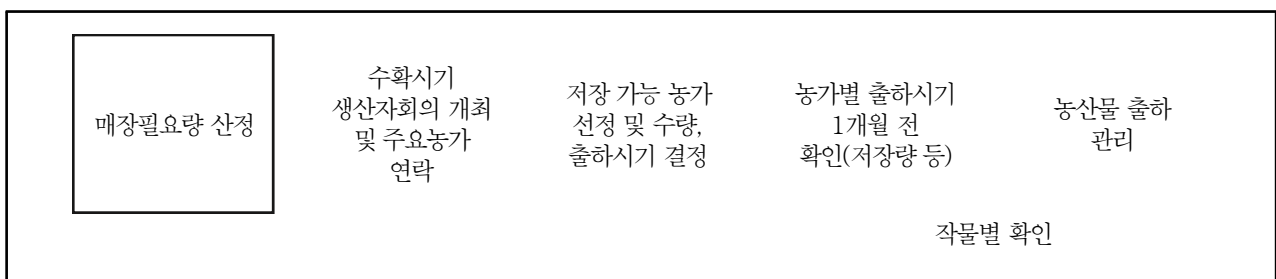 매장필요량 산정
수확시기
생산자회의 개최
및 주요농가
연락
저장 가능 농가
선정 및 수량,
출하시기 결정
농가별 출하시기
1개월 전
확인(저장량 등)
농산물 출하
관리
작물별 확인